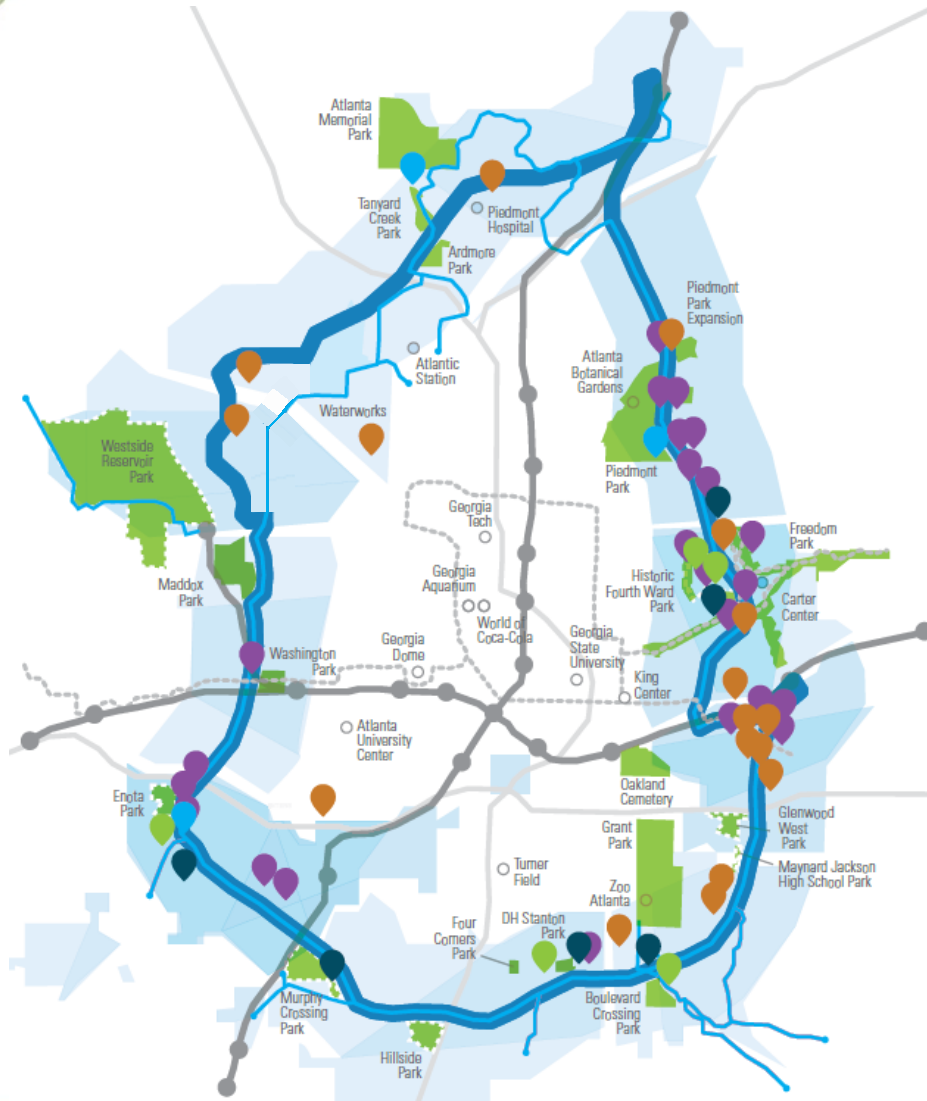 Atlanta
Memorial
Park
Tanyard
Creek
Park
Piedmont
Hospital
Ardmore
Park
Piedmont
Park
Expansion
Atlantic
Station
Atlanta
Botanical
Gardens
Waterworks
Westside
Reservoir
Park
Piedmont
Park
Georgia
Tech
Freedom
Park
Maddox
Park
Georgia
Aquarium
World of
Coca-Cola
Historic
Fourth Ward
Park
Carter
Center
Georgia
State
University
Georgia
Dome
Washington
Park
King
Center
Atlanta
University
Center
Enota
Park
Oakland
Cemetery
Glenwood
West
Park
Grant
Park
Maynard Jackson
High School Park
Turner
Field
Zoo
Atlanta
Four
Corners
Park
DH Stanton
Park
Murphy
Crossing
Park
Boulevard
Crossing
Park
Hillside
Park